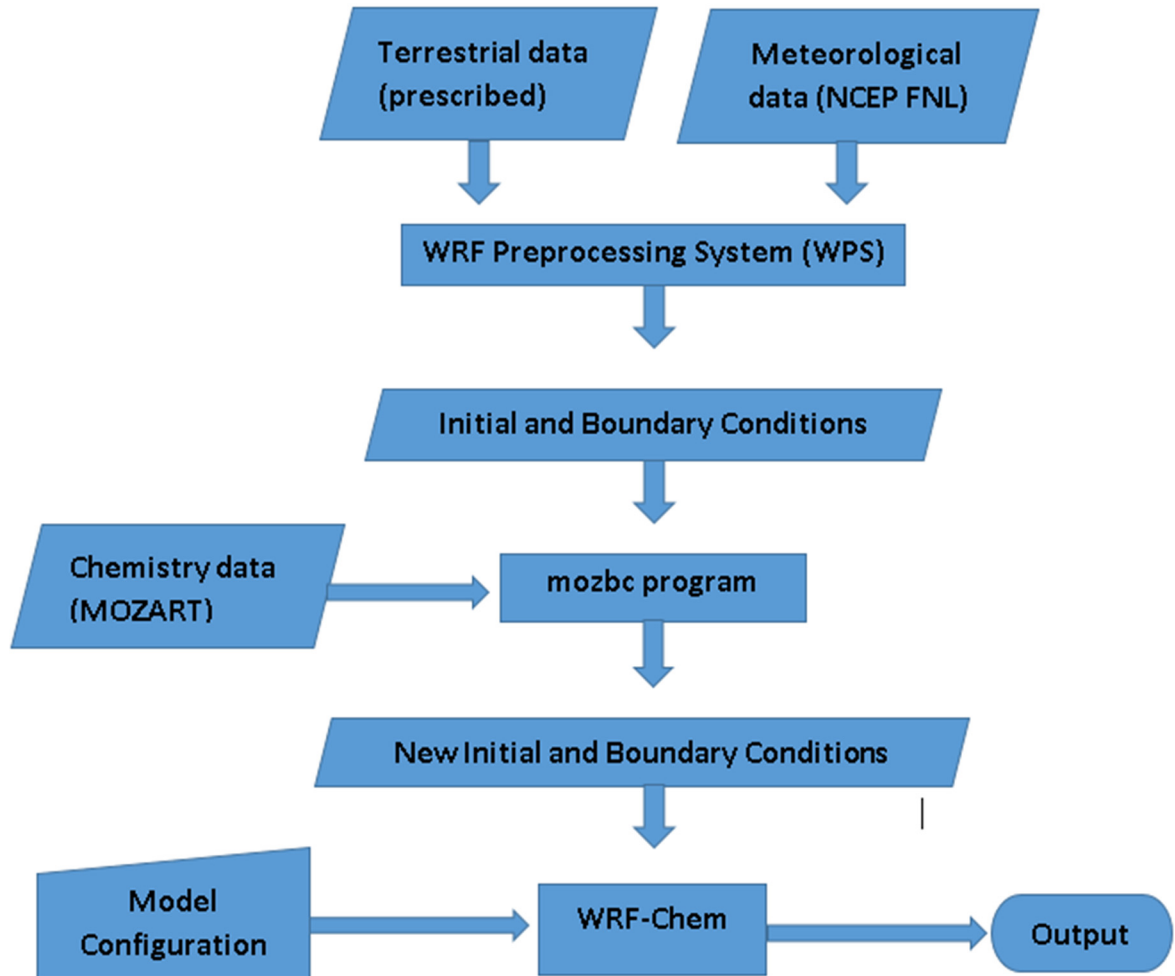 Terrestrial data
(prescribed)
Meteorological
data (NCEP FNL)
WRF Preprocessing System (WPS)
Initial and Boundary Conditions
Chemistry data
(MOZART)
mozbc program
New Initial and Boundary Conditions
Model
Configuration
WRF-Chem
Output